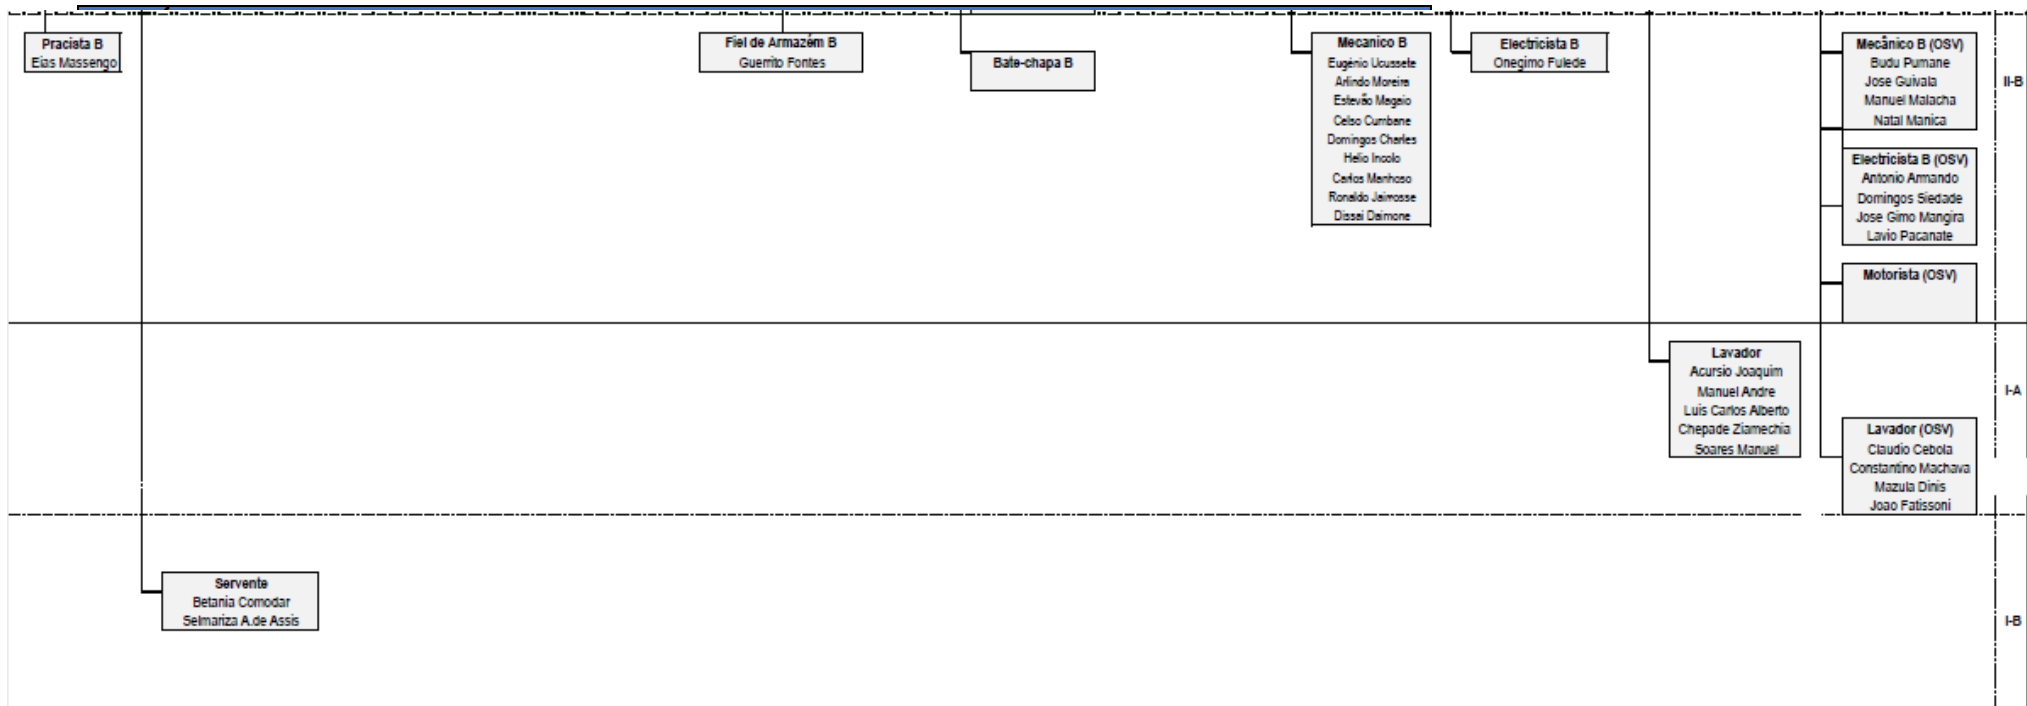 Pracista B
Eias Massengo
Fiel de Armazém B
Guerrito Fontes
Bate-chapa B
Mecanico B
Eugénio Ucussete
Arlindo Moreira
Estevão Magaio
Celso Cumbane
Domingos Charles
Helio Incolo
Carlos Manhoso
Ronaldo Jairrosse
Dissai Daimone
Electricista B
Onegimo Fulede
Mecânico B (OSV)
Budu Pumane
Jose Guivala
Manuel Malacha
Natal Manica
II-B
Electricista B (OSV)
Antonio Armando
Domingos Siedade
Jose Gimo Mangira
Lavio Pacanate
Motorista (OSV)
Lavador
Acursio Joaquim
Manuel Andre
Luis Carlos Alberto
Chepade Ziamechia
Soares Manuel
I-A
Lavador (OSV)
Claudio Cebola
Constantino Machava
Mazula Dinis
Joao Fatissoni
Servente
Betania Comodar
Selmariza A.de Assis
I-B